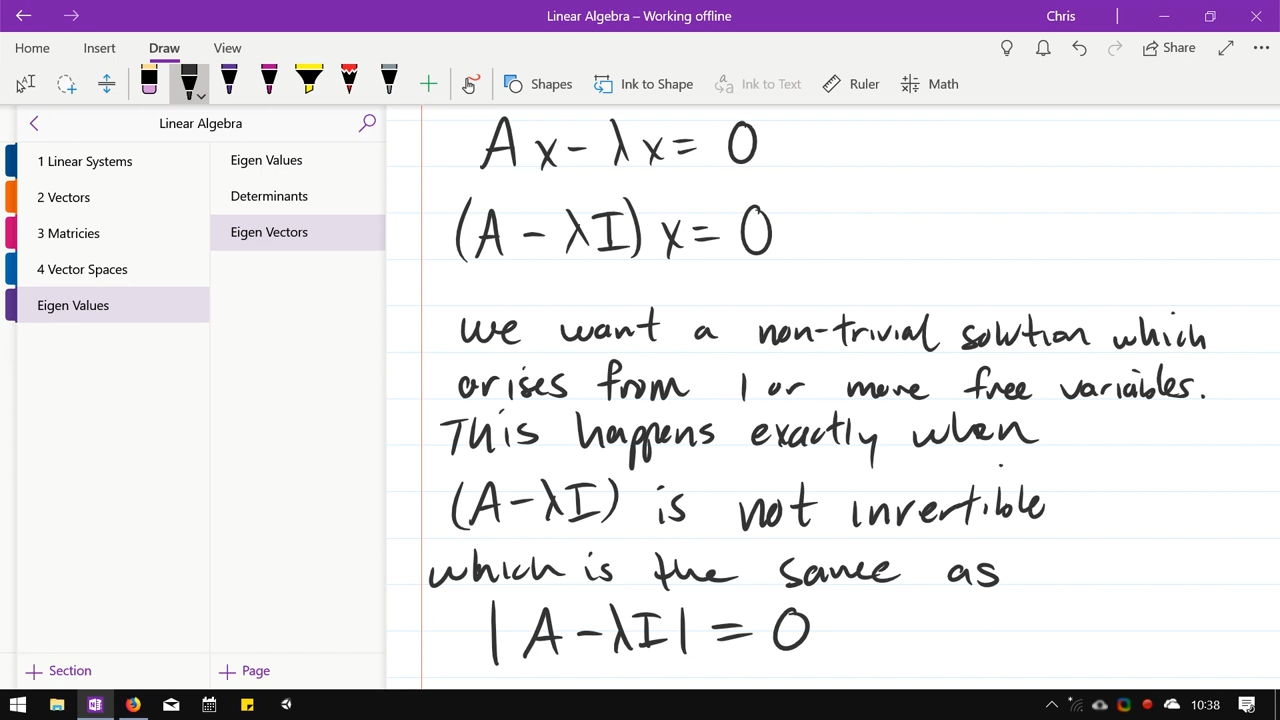 Linear Algebra – Working offline
Chris
Home Insert Draw View
Share
Shapes Ink to Shape Ink to Text Ruler Math
Linear Algebra
1 Linear Systems
2 Vectors
3 Matricies
4 Vector Spaces
Eigen Values
Eigen Values
Determinants
Eigen Vectors
Ax - λx = 0
(A - λI)x = 0
We want a non-trivial solution which
arises from 1 or more free variables.
This happens exactly when
(A - λI) is not invertible
which is the same as
|A - λI| = 0
+ Section
+ Page
10:38